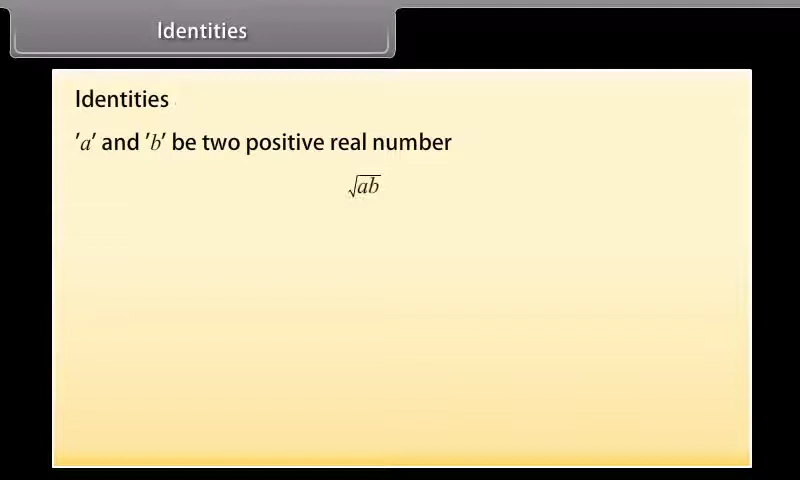 Identities
Identities
'a' and 'b' be two positive real number
√ab